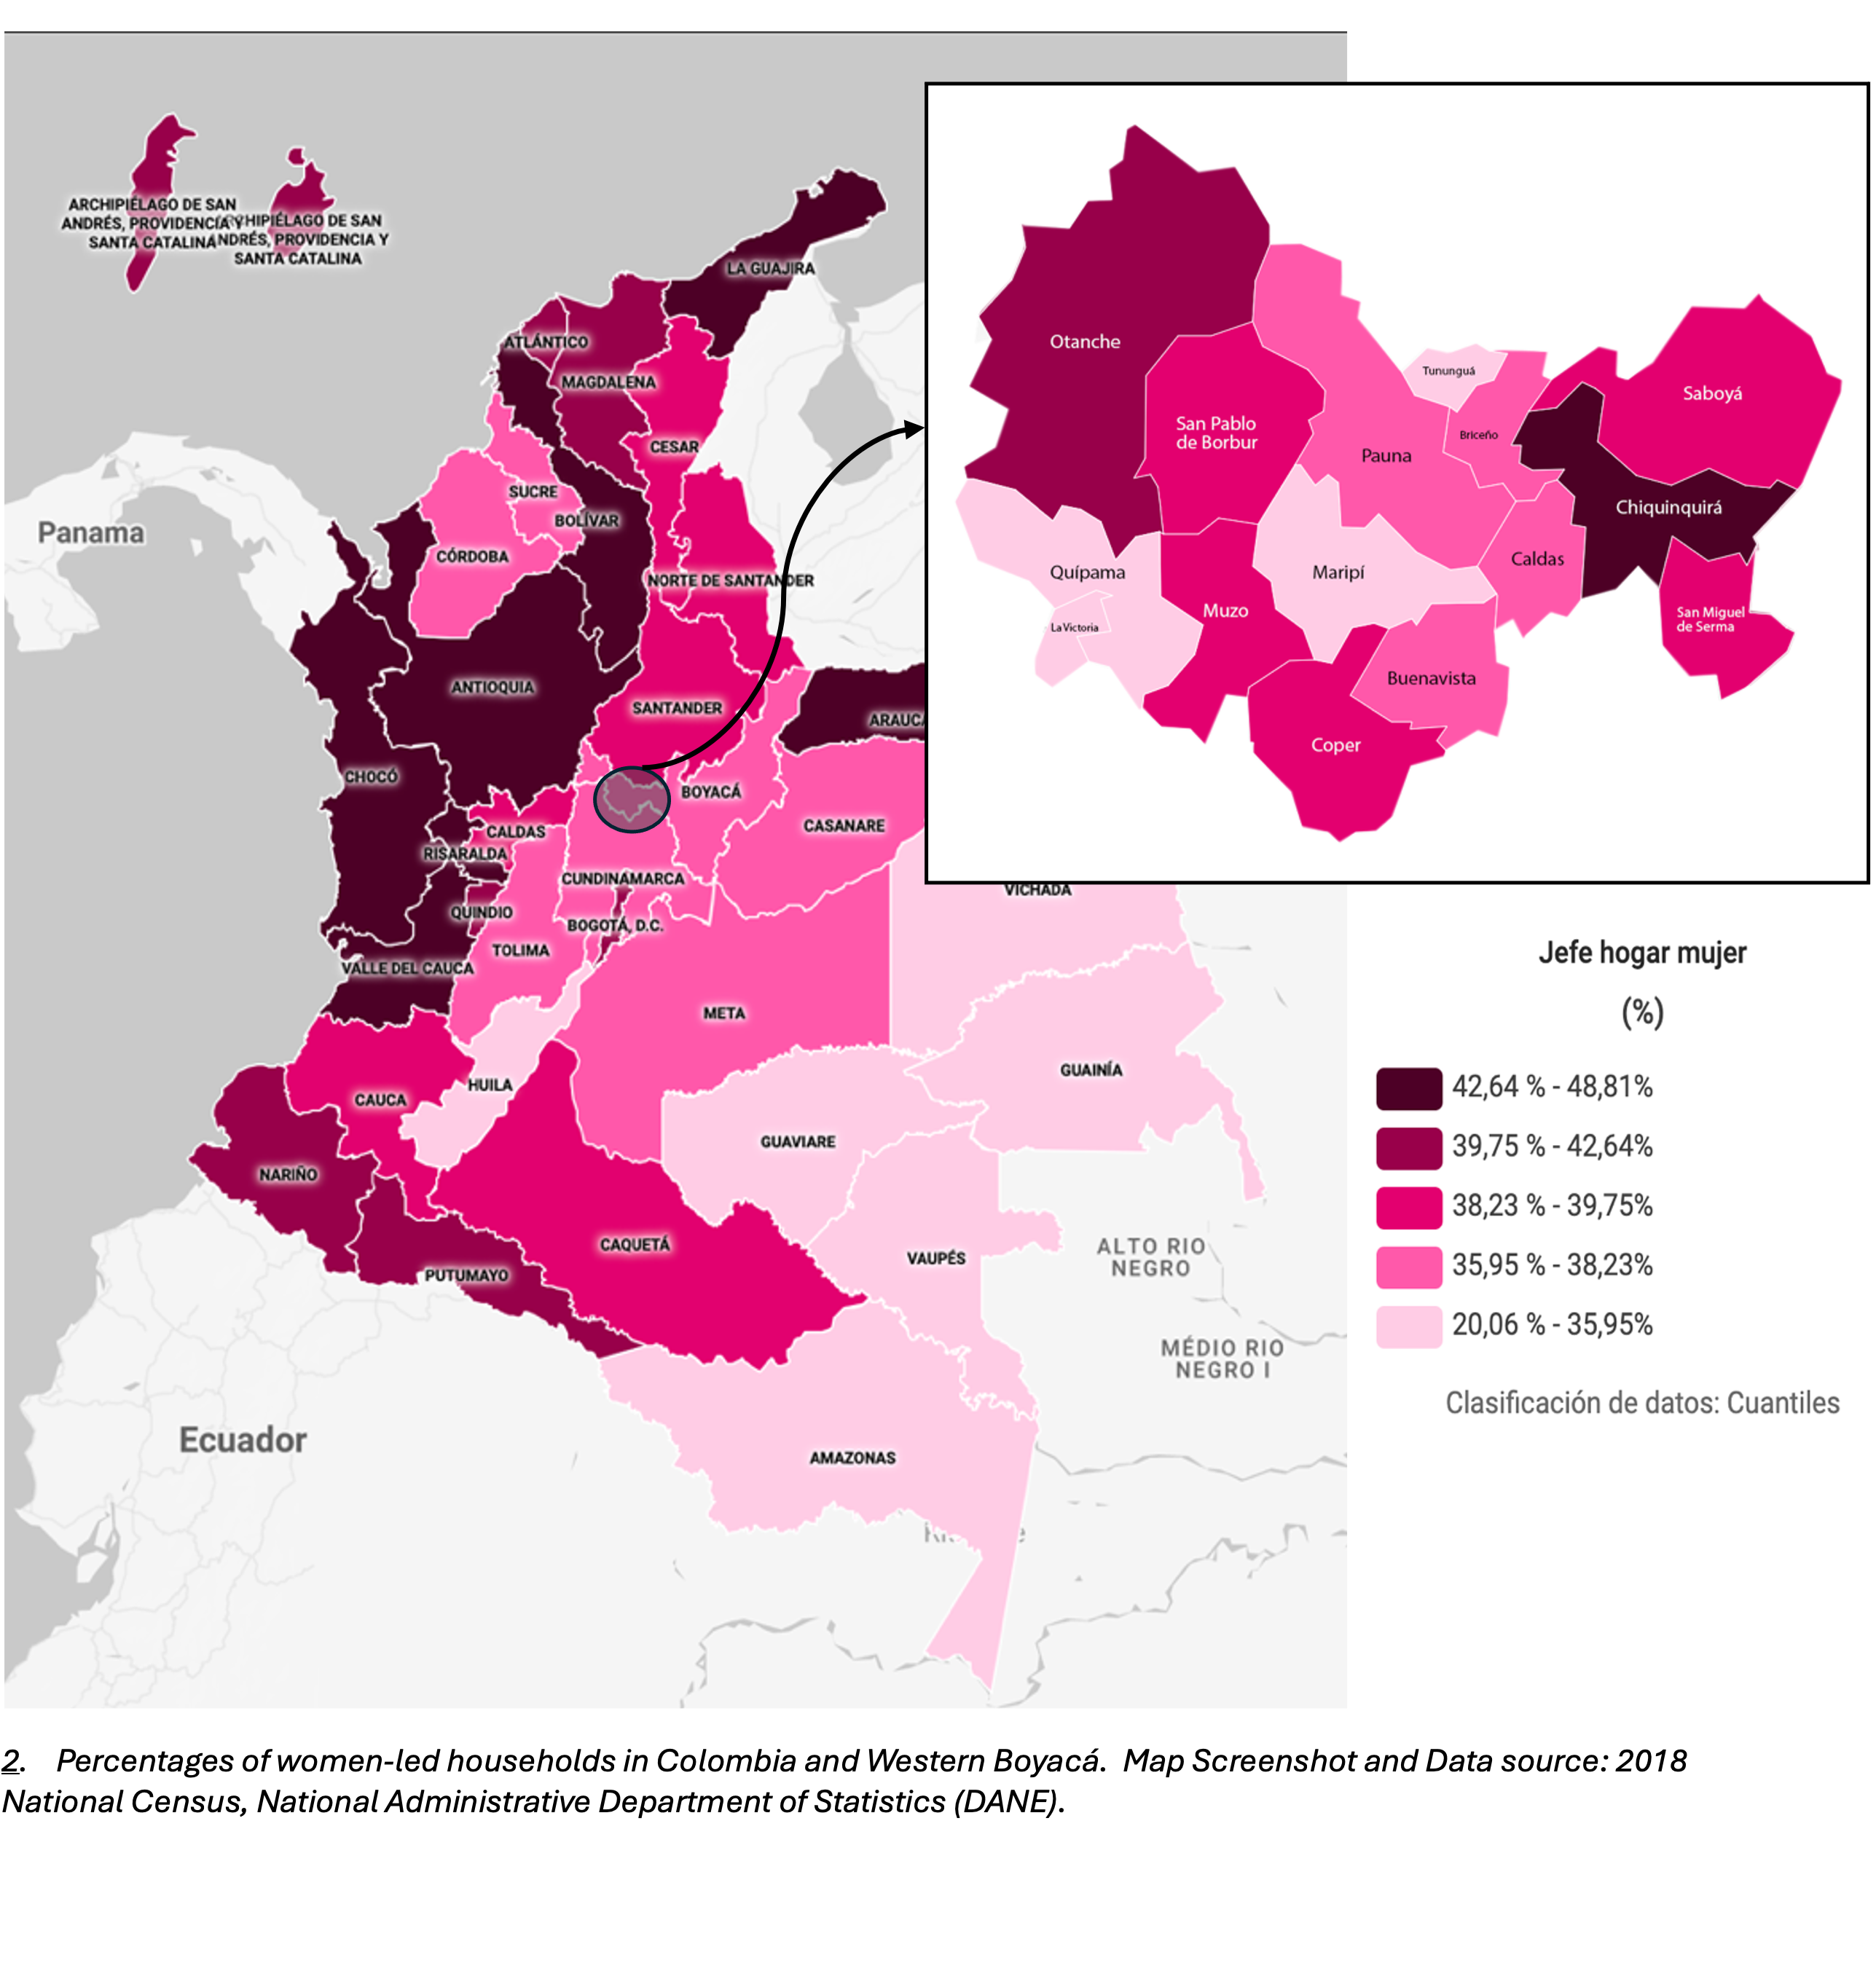 ARCHIPIÉLAGO DE SAN
ANDRÉS, PROVIDENCIA Y
SANTA CATALINA
ARCHIPIÉLAGO DE SAN
ANDRÉS, PROVIDENCIA Y
SANTA CATALINA
LA GUAJIRA
ATLÁNTICO
MAGDALENA
CESAR
SUCRE
BOLÍVAR
Panama
CÓRDOBA
NORTE DE SANTANDER
ANTIOQUIA
SANTANDER
ARAUCA
CHOCÓ
BOYACÁ
CASANARE
CALDAS
RISARALDA
CUNDINAMARCA
VICHADA
QUINDIO
BOGOTÁ, D.C.
TOLIMA
VALLE DEL CAUCA
META
GUAINÍA
HUILA
CAUCA
GUAVIARE
NARIÑO
CAQUETÁ
VAUPÉS
ALTO RIO
NEGRO
PUTUMAYO
MÉDIO RIO
NEGRO I
Ecuador
AMAZONAS
Otanche
San Pablo
de Borbur
Tununguá
Saboyá
Briceño
Pauna
Chiquinquirá
Caldas
Quípama
Maripí
Muzo
La Victoria
San Miguel
de Serma
Buenavista
Coper
Jefe hogar mujer
(%)
42,64 % - 48,81%
39,75 % - 42,64%
38,23 % - 39,75%
35,95 % - 38,23%
20,06 % - 35,95%
Clasificación de datos: Cuantiles
2. Percentages of women-led households in Colombia and Western Boyacá. Map Screenshot and Data source: 2018
National Census, National Administrative Department of Statistics (DANE).